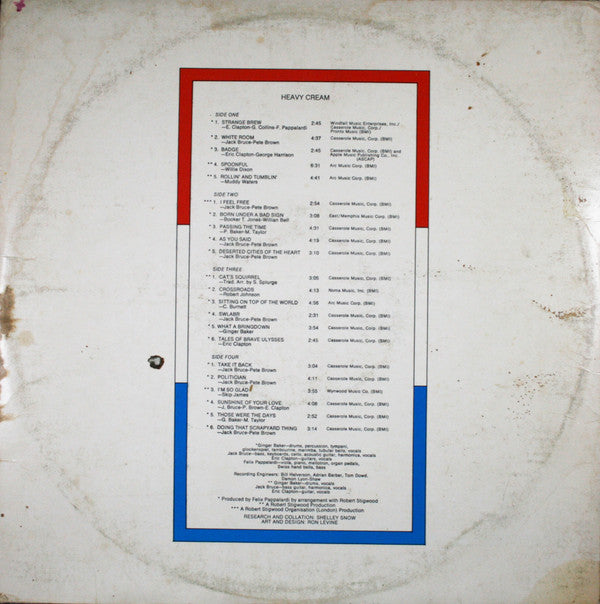 HEAVY CREAM
SIDE ONE
* 1. STRANGE BREW 2:45 Windfall Music Enterprises, Inc./
—E. Clapton-G. Collins-F. Pappalardi Casserole Music, Corp./
Pronto Music (BMI)
* 2. WHITE ROOM 4:37 Casserole Music, Corp. (BMI)
—Jack Bruce-Pete Brown
* 3. BADGE 2:45 Casserole Music, Corp. (BMI) and
—Eric Clapton-George Harrison Apple Music Publishing Co., Inc.
(ASCAP)
** 4. SPOONFUL 6:31 Arc Music Corp. (BMI)
—Willie Dixon
** 5. ROLLIN' AND TUMBLIN' 4:41 Arc Music Corp. (BMI)
—Muddy Waters
SIDE TWO
*** 1. I FEEL FREE 2:54 Casserole Music, Corp. (BMI)
—Jack Bruce-Pete Brown
* 2. BORN UNDER A BAD SIGN 3:08 East/Memphis Music Corp. (BMI)
—Booker T. Jones-William Bell
* 3. PASSING THE TIME 4:31 Casserole Music, Corp. (BMI)
—P. Baker-M. Taylor
* 4. AS YOU SAID 4:19 Casserole Music, Corp. (BMI)
—Jack Bruce-Pete Brown
* 5. DESERTED CITIES OF THE HEART 3:10 Casserole Music, Corp. (BMI)
—Jack Bruce-Pete Brown
SIDE THREE
** 1. CAT'S SQUIRREL 3:05 Casserole Music, Corp. (BMI)
—Trad. Arr. by S. Splurge
* 2. CROSSROADS 4:13 Noma Music, Inc. (BMI)
—Robert Johnson
* 3. SITTING ON TOP OF THE WORLD 4:56 Arc Music Corp. (BMI)
—C. Burnett
* 4. SWLABR 2:31 Casserole Music, Corp. (BMI)
—Jack Bruce-Pete Brown
* 5. WHAT A BRINGDOWN 3:54 Casserole Music, Corp. (BMI)
—Ginger Baker
* 6. TALES OF BRAVE ULYSSES 2:45 Casserole Music, Corp. (BMI)
—Eric Clapton
SIDE FOUR
* 1. TAKE IT BACK 3:04 Casserole Music, Corp. (BMI)
—Jack Bruce-Pete Brown
* 2. POLITICIAN 4:11 Casserole Music, Corp. (BMI)
—Jack Bruce-Pete Brown
** 3. I'M SO GLAD 3:55 Wynwood Music Co. (BMI)
—Skip James
* 4. SUNSHINE OF YOUR LOVE 4:08 Casserole Music, Corp. (BMI)
—J. Bruce-P. Brown-E. Clapton
* 5. THOSE WERE THE DAYS 2:52 Casserole Music, Corp. (BMI)
—G. Baker-M. Taylor
* 6. DOING THAT SCRAPYARD THING 3:14 Casserole Music, Corp. (BMI)
—Jack Bruce-Pete Brown
*Ginger Baker—drums, percussion, tympani,
glockenspiel, tambourine, marimba, tubular bells, vocals
Jack Bruce—bass, keyboards, cello, acoustic guitar, harmonica, vocals
Eric Clapton—guitars, vocals
Felix Pappalardi—viola, piano, mellotron, organ pedals,
Swiss hand bells, bass
Recording Engineers: Bill Halverson, Adrian Barber, Tom Dowd,
Damon Lyon-Shaw
** Ginger Baker—drums, vocals
Jack Bruce—bass guitar, harmonica, vocals
Eric Clapton—guitar, vocals
* Produced by Felix Pappalardi by arrangement with Robert Stigwood
** A Robert Stigwood Production
*** A Robert Stigwood Organisation (London) Production
RESEARCH AND COLLATION: SHELLEY SNOW
ART AND DESIGN: RON LEVINE